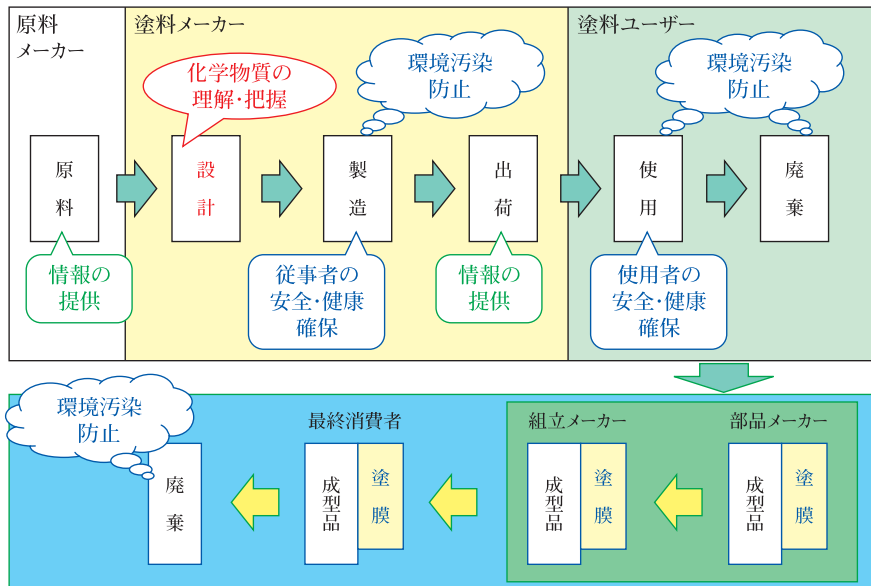 原料
メーカー
塗料メーカー
塗料ユーザー
化学物質の
理解・把握
環境汚染
防止
環境汚染
防止
原料
設計
製造
出荷
使用
廃棄
情報の
提供
従事者の
安全・健康
確保
情報の
提供
使用者の
安全・健康
確保
環境汚染
防止
最終消費者
組立メーカー
部品メーカー
廃棄
成型品
塗膜
成型品
塗膜
成型品
塗膜